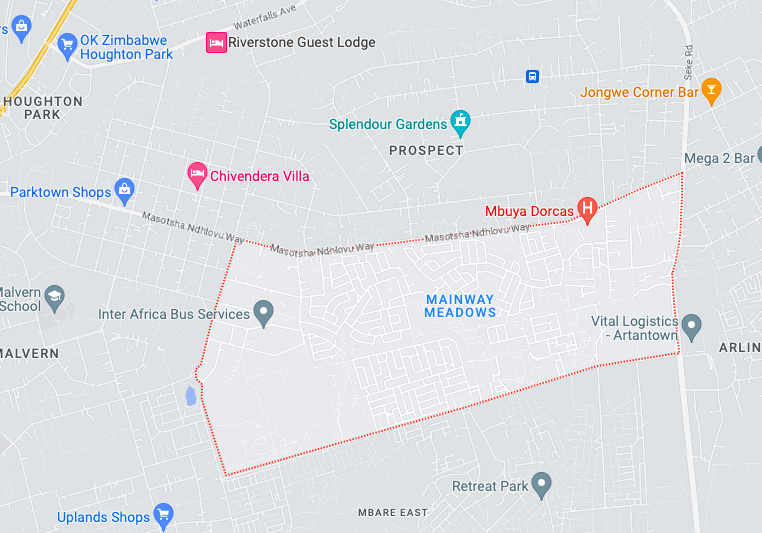 Waterfalls Ave
rs
OK Zimbabwe
Houghton Park
Riverstone Guest Lodge
Seke Rd
Jongwe Corner Bar
HOUGHTON
PARK
Splendour Gardens
PROSPECT
Mega 2 Bar
Chivendera Villa
Parktown Shops
Mbuya Dorcas
H
Masotsha Ndhlovu Way
Masotsha Ndhlovu Way
Masotsha Ndhlovu Way
Malvern
School
MAINWAY
MEADOWS
Inter Africa Bus Services
Vital Logistics
- Artantown
MALVERN
ARLIN
Retreat Park
MBARE EAST
Uplands Shops